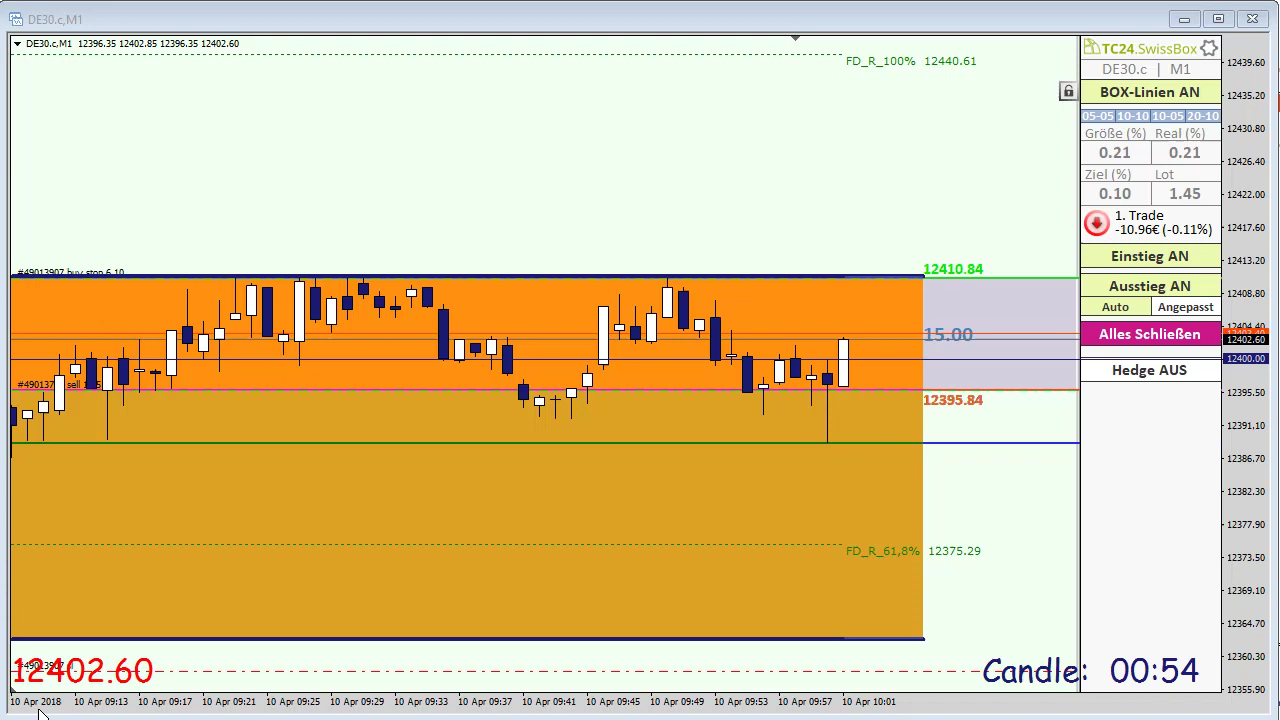 DE30.c,M1
DE30.c,M1 12396.35 12402.85 12396.35 12402.60
FD_R_100% 12440.61
#49013907 buy stop 6.10
12410.84
15.00
12395.84
FD_R_61,8% 12375.29
12402.60
Candle: 00:54
10 Apr 2018
10 Apr 09:13
10 Apr 09:17
10 Apr 09:21
10 Apr 09:25
10 Apr 09:29
10 Apr 09:33
10 Apr 09:37
10 Apr 09:41
10 Apr 09:45
10 Apr 09:49
10 Apr 09:53
10 Apr 09:57
10 Apr 10:01
TC24.SwissBox
DE30.c | M1
BOX-Linien AN
05-05 10-10 10-05 20-10
Größe (%) Real (%)
0.21 0.21
Ziel (%) Lot
0.10 1.45
1. Trade
-10.96€ (-0.11%)
Einstieg AN
Ausstieg AN
Auto Angepasst
Alles Schließen
Hedge AUS
12439.60
12435.20
12430.80
12426.40
12422.00
12417.60
12413.20
12408.80
12404.40
12402.60
12400.00
12395.50
12391.10
12386.70
12382.30
12377.90
12373.50
12369.10
12364.70
12360.30
12355.90